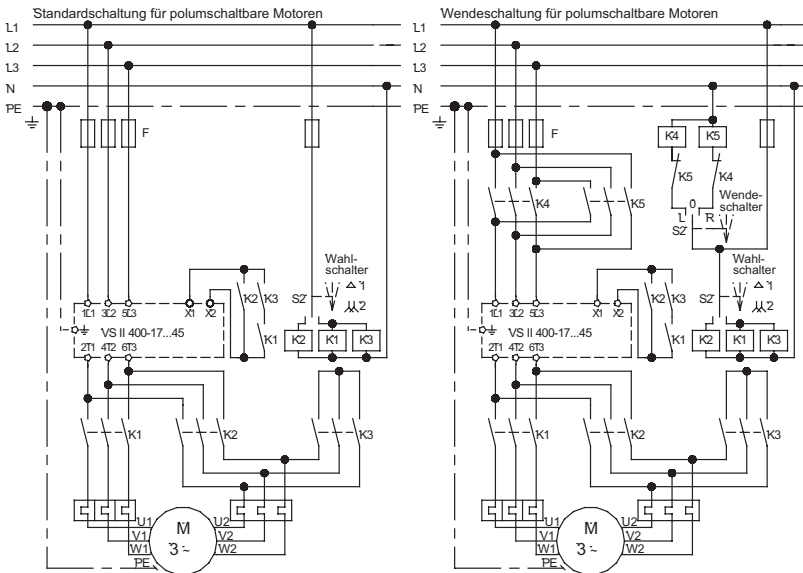 Standardschaltung für polumschaltbare Motoren
L1
L2
L3
N
PE
F
Wahl-
schalter
S2
1
2
1L1 3L2 5L3
X1 X2
K2 K3
K1
VS II 400-17...45
2T1 4T2 6T3
K2 K1 K3
K1
K2
K3
U1
V1
W1
PE
M
3 ~
U2
V2
W2
Wendeschaltung für polumschaltbare Motoren
L1
L2
L3
N
PE
F
K4 K5
K5 K4
K4
K5
Wende-
schalter
L 0 R
S2
Wahl-
schalter
S2
1
2
1L1 3L2 5L3
X1 X2
K2 K3
K1
VS II 400-17...45
2T1 4T2 6T3
K2 K1 K3
K1
K2
K3
U1
V1
W1
PE
M
3 ~
U2
V2
W2